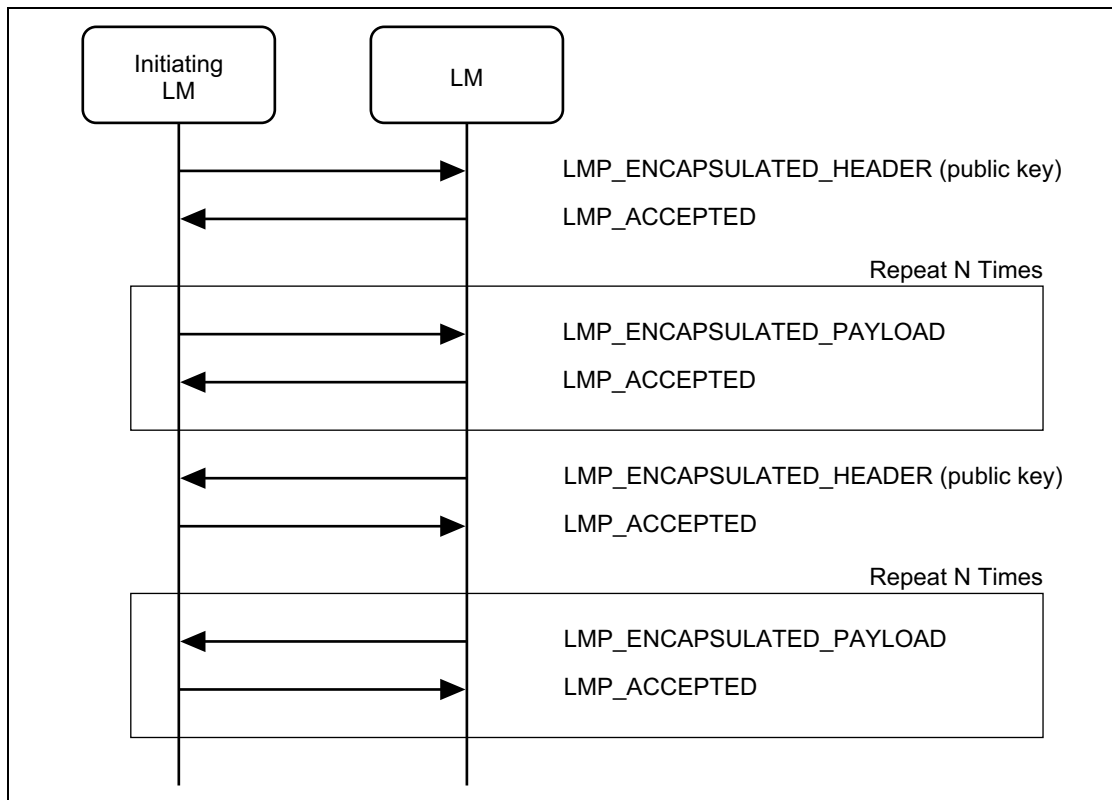 Initiating
LM
LM
LMP_ENCAPSULATED_HEADER (public key)
LMP_ACCEPTED
Repeat N Times
LMP_ENCAPSULATED_PAYLOAD
LMP_ACCEPTED
LMP_ENCAPSULATED_HEADER (public key)
LMP_ACCEPTED
Repeat N Times
LMP_ENCAPSULATED_PAYLOAD
LMP_ACCEPTED